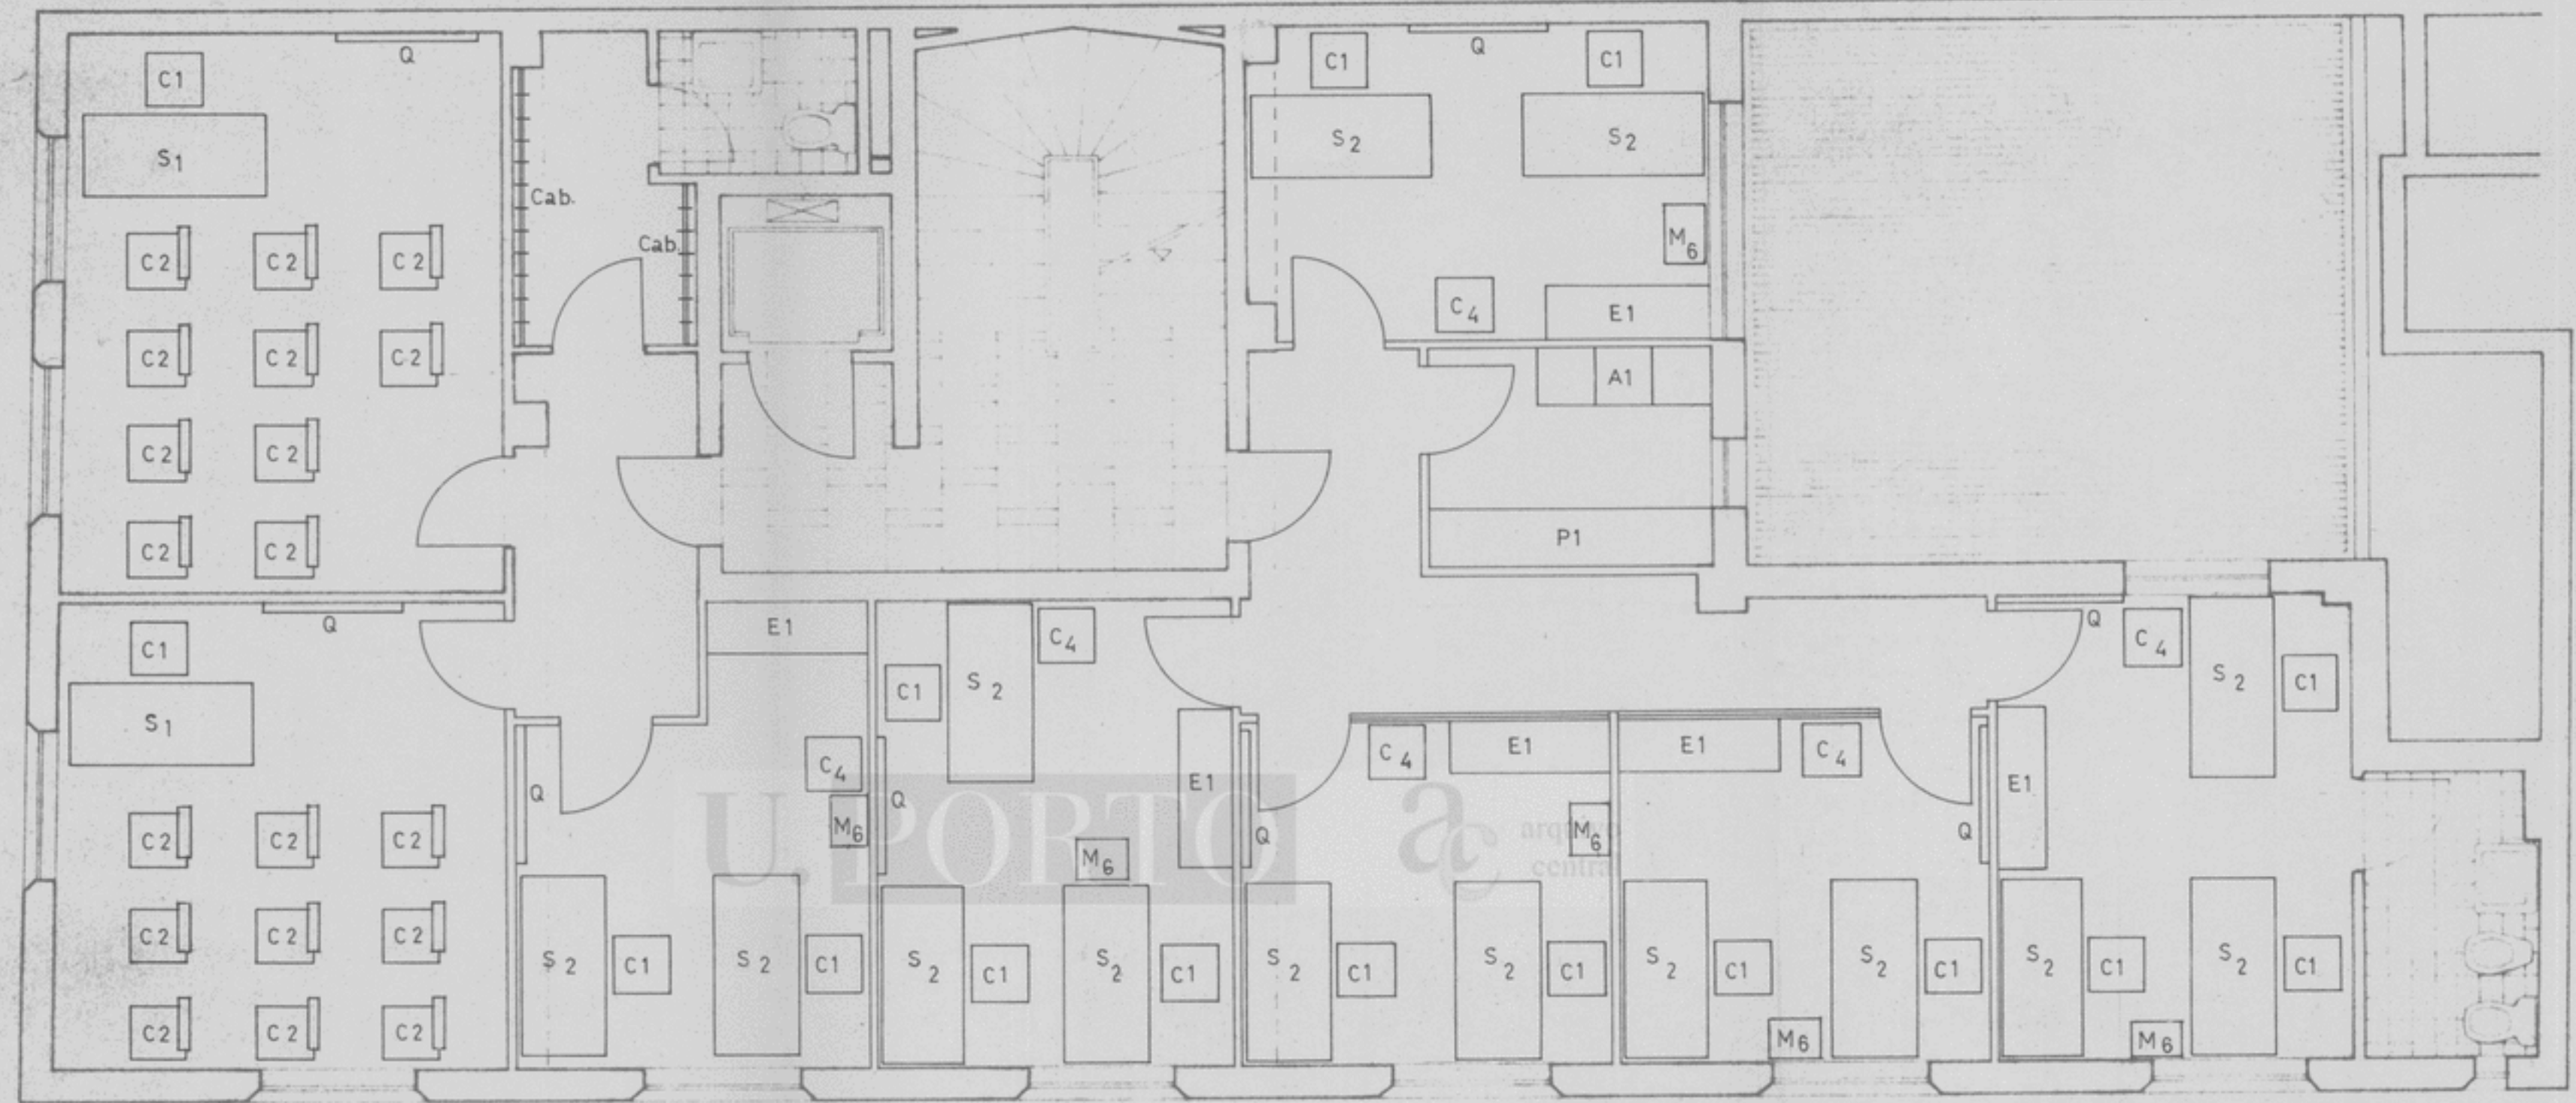 Q
C1
S1
C2 C2 C2
C2 C2 C2
C2 C2
C2 C2
Cab.
Cab.
C1 Q C1
S2 S2
M6
C4 E1
A1
P1
Q
C1
S1
C2 C2 C2
C2 C2 C2
C2 C2 C2
E1
C4
Q
M6
S2 C1 S2 C1
S2 C4
C1
E1
Q
M6
S2 C1 S2 C1
C4 E1
M6
Q
S2 C1 S2 C1
E1 C4
Q
S2 C1 S2 C1
M6
Q
C4 S2 C1
E1
S2 C1 S2 C1
M6
U. PORTO
ac arquivo
central